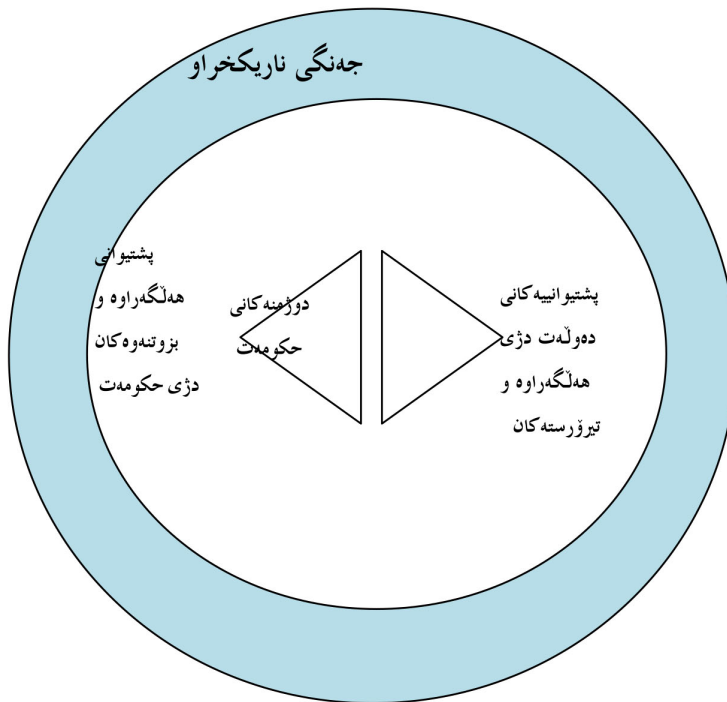 جەنگی ناریکخراو
پشتیوانییەکانی
دەوڵەت دژی
هەڵگەراوە و
تیرۆرستەکان
دوژمنەکانی
حکومەت
پشتیوانی
هەڵگەراوە و
بزوتنەوەکان
دژی حکومەت